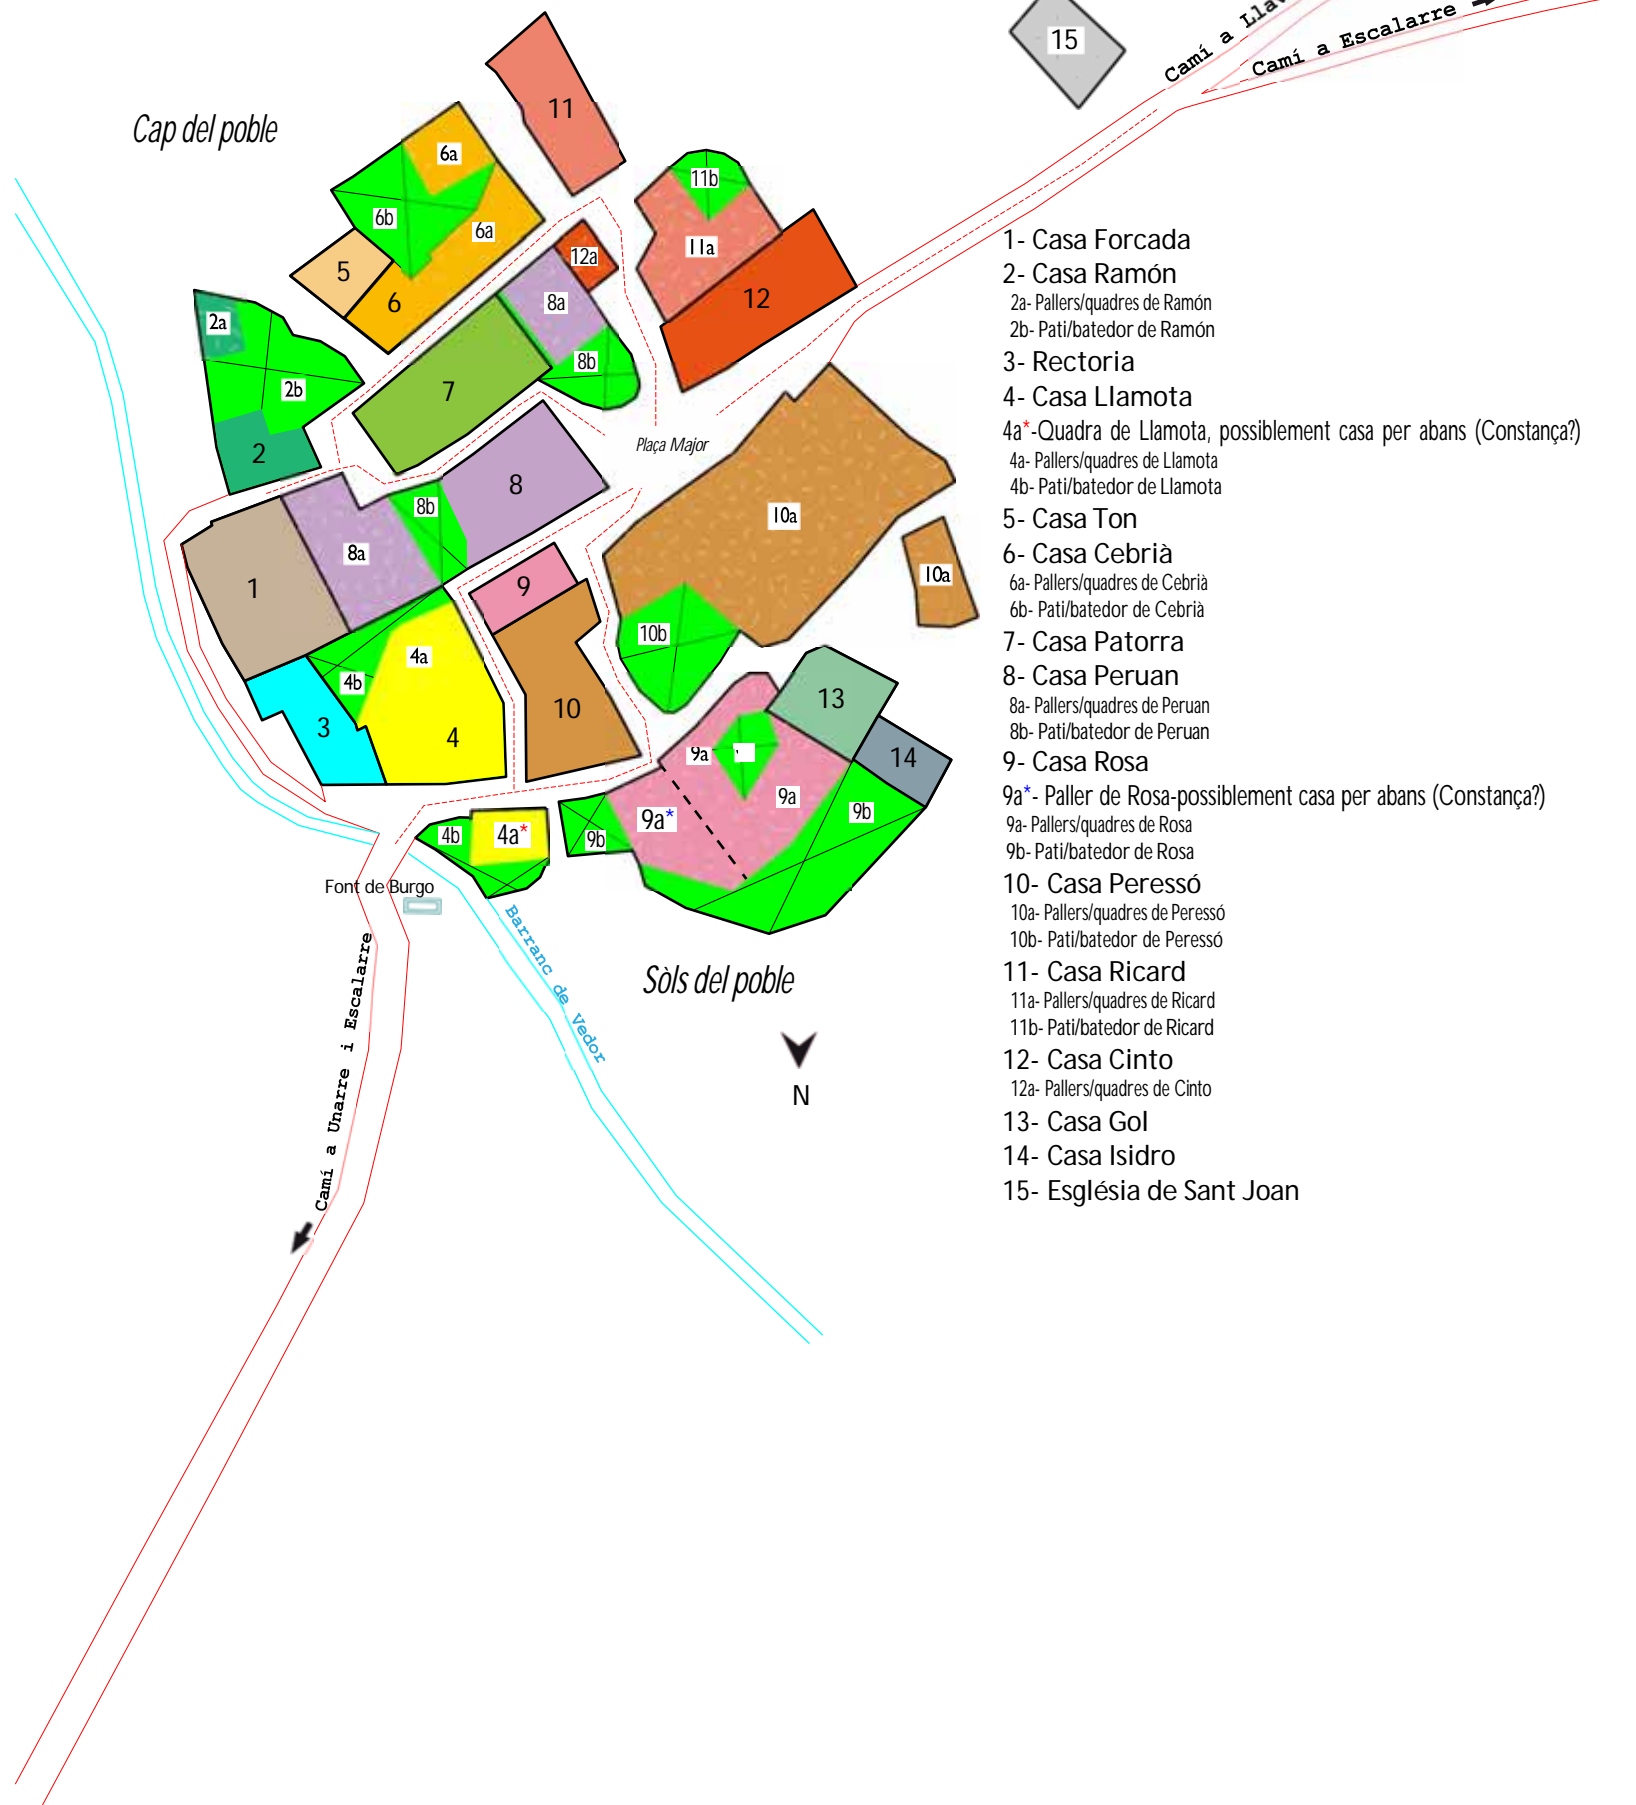 15
Camí a
Camí a Escalarre
11
Cap del poble
6a
11b
6b
6a
11a
12a
5
12
8a
6
2a
8b
7
2b
Plaça Major
2
8
8b
10a
8a
10a
1
9
10b
4a
4b
13
10
3
4
9a
14
9a
9b
4b
4a*
9a*
9b
Font de Burgo
Barranc de Vedor
Sòls del poble
Camí a Unarre i Escalarre
N
1- Casa Forcada
2- Casa Ramón
2a- Pallers/quadres de Ramón
2b- Pati/batedor de Ramón
3- Rectoria
4- Casa Llamota
4a*-Quadra de Llamota, possiblement casa per abans (Constança?)
4a- Pallers/quadres de Llamota
4b- Pati/batedor de Llamota
5- Casa Ton
6- Casa Cebrià
6a- Pallers/quadres de Cebrià
6b- Pati/batedor de Cebrià
7- Casa Patorra
8- Casa Peruan
8a- Pallers/quadres de Peruan
8b- Pati/batedor de Peruan
9- Casa Rosa
9a*- Paller de Rosa-possiblement casa per abans (Constança?)
9a- Pallers/quadres de Rosa
9b- Pati/batedor de Rosa
10- Casa Peressó
10a- Pallers/quadres de Peressó
10b- Pati/batedor de Peressó
11- Casa Ricard
11a- Pallers/quadres de Ricard
11b- Pati/batedor de Ricard
12- Casa Cinto
12a- Pallers/quadres de Cinto
13- Casa Gol
14- Casa Isidro
15- Església de Sant Joan